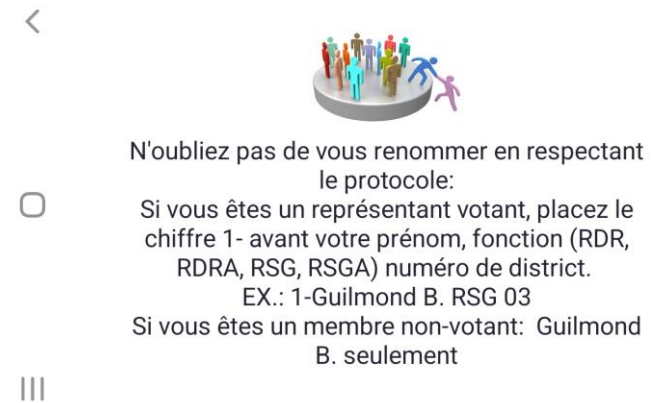 N'oubliez pas de vous renommer en respectant
le protocole:
Si vous êtes un représentant votant, placez le
chiffre 1- avant votre prénom, fonction (RDR,
RDRA, RSG, RSGA) numéro de district.
EX.: 1-Guilmond B. RSG 03
Si vous êtes un membre non-votant: Guilmond
B. seulement